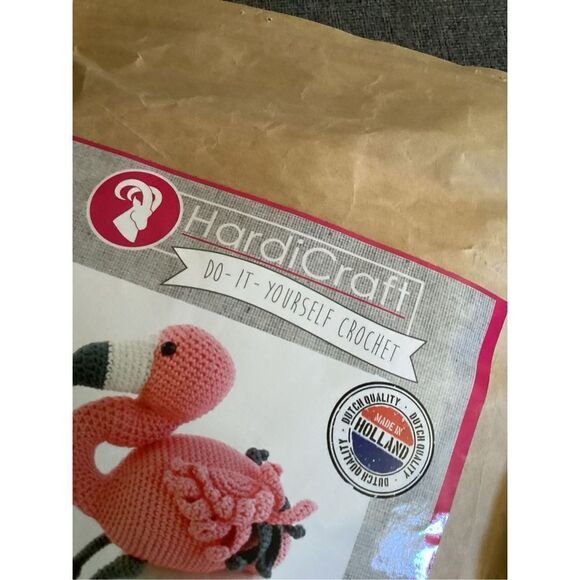 HardiCraft
DO-IT-YOURSELF CROCHET
DUTCH QUALITY · DUTCH QUALITY · DUTCH QUALITY ·
MADE IN
HOLLAND